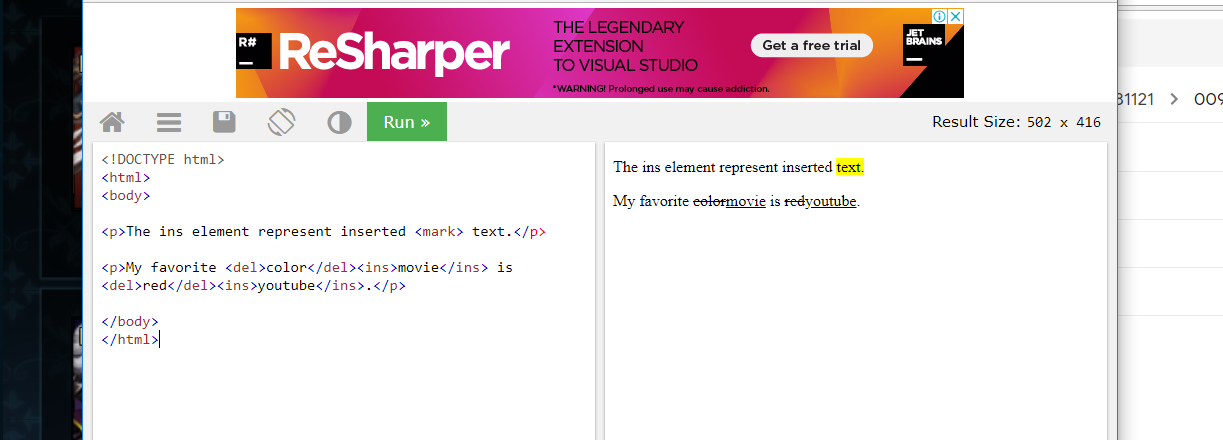 R#
ReSharper
THE LEGENDARY
EXTENSION
TO VISUAL STUDIO
*WARNING! Prolonged use may cause addiction.
Get a free trial
JET
BRAINS
31121 > 009
Run »
Result Size: 502 x 416
<!DOCTYPE html>
<html>
<body>
<p>The ins element represent inserted <mark> text.</p>
<p>My favorite <del>color</del><ins>movie</ins> is
<del>red</del><ins>youtube</ins>.</p>
</body>
</html>
The ins element represent inserted text.
My favorite colormovie is redyoutube.